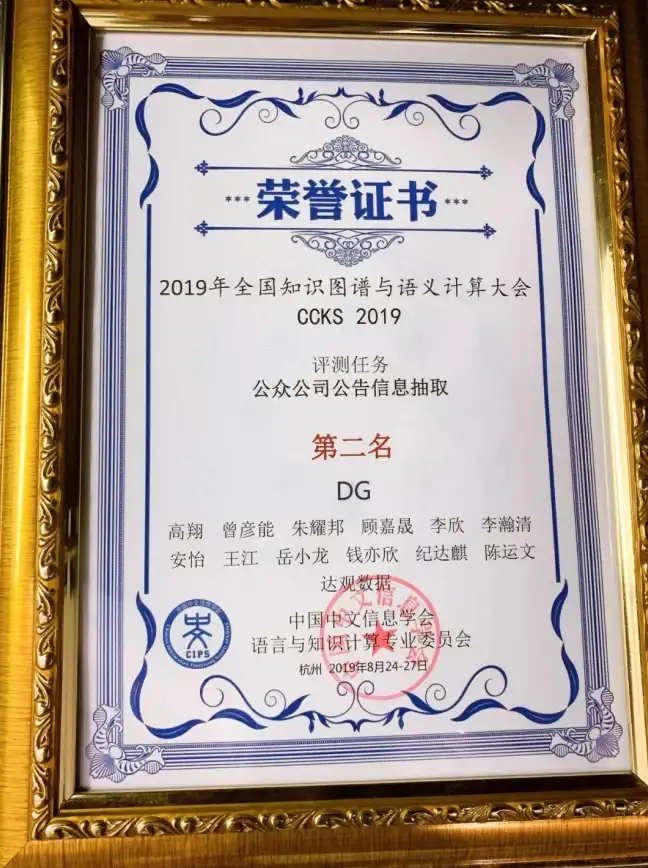 荣誉证书
2019年全国知识图谱与语义计算大会
CCKS 2019
评测任务
公众公司公告信息抽取
第二名
DG
高翔 曾彦能 朱耀邦 顾嘉晟 李欣 李瀚清
安怡 王江 岳小龙 钱亦欣 纪达麒 陈运文
达观数据
中国中文信息学会
语言与知识计算专业委员会
杭州 2019年8月24-27日
CIPS